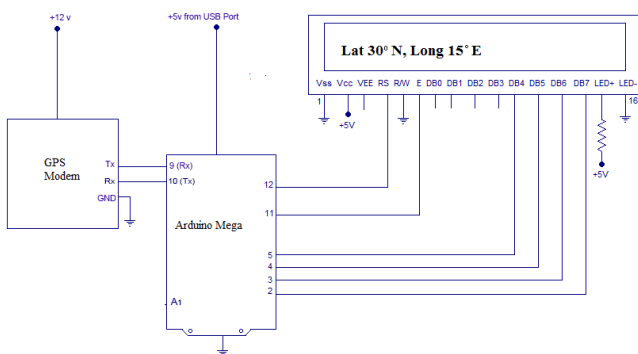 +12 v
+5v from USB Port
Lat 30° N, Long 15° E
Vss Vcc VEE RS R/W E DB0 DB1 DB2 DB3 DB4 DB5 DB6 DB7 LED+ LED-
1
16
+5V
+5V
GPS
Modem
Tx
Rx
GND
9 (Rx)
10 (Tx)
Arduino Mega
12
11
5
4
3
2
A1